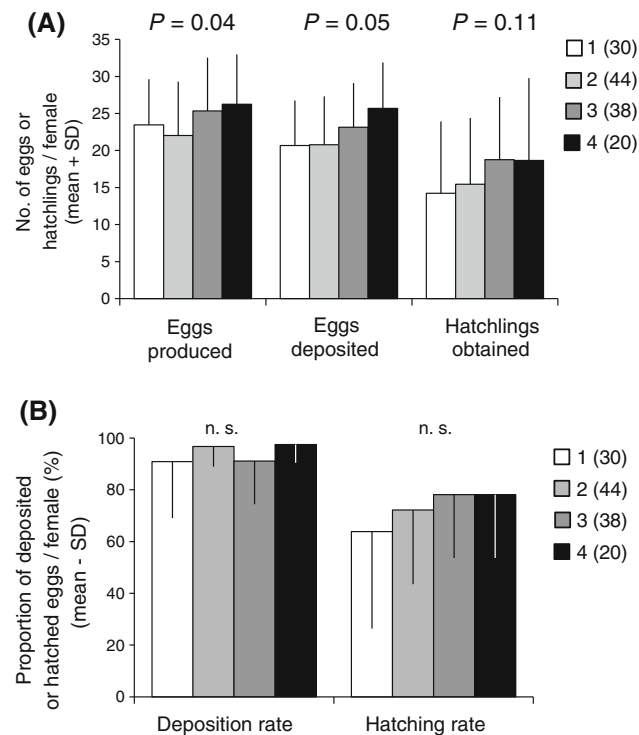 (A)
P = 0.04 P = 0.05 P = 0.11
No. of eggs or
hatchlings / female
(mean + SD)
35
30
25
20
15
10
5
0
Eggs
produced
Eggs
deposited
Hatchlings
obtained
1 (30)
2 (44)
3 (38)
4 (20)
(B)
n. s. n. s.
Proportion of deposited
or hatched eggs / female (%)
(mean - SD)
100
80
60
40
20
0
Deposition rate Hatching rate
1 (30)
2 (44)
3 (38)
4 (20)